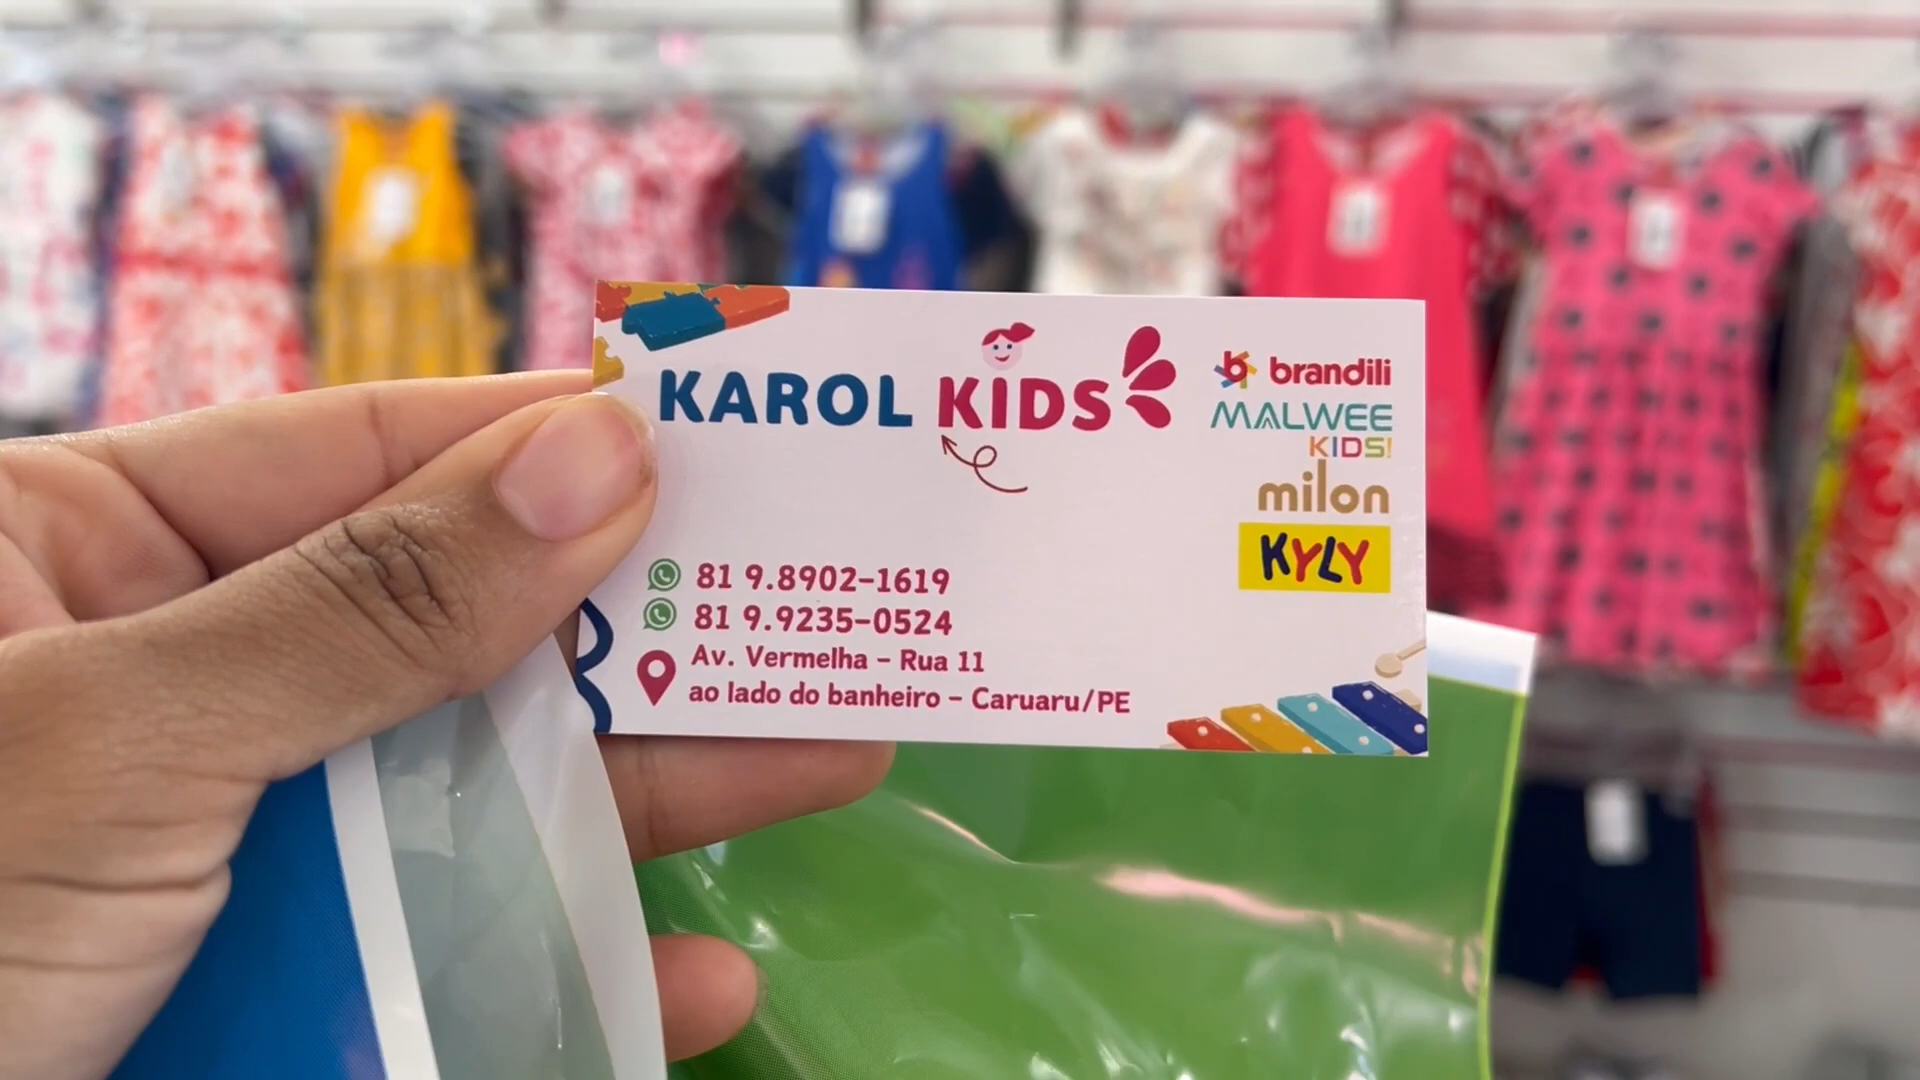 KAROL KIDS
brandili
MALWEE
KIDS!
milon
KYLY
81 9.8902-1619
81 9.9235-0524
Av. Vermelha - Rua 11
ao lado do banheiro - Caruaru/PE